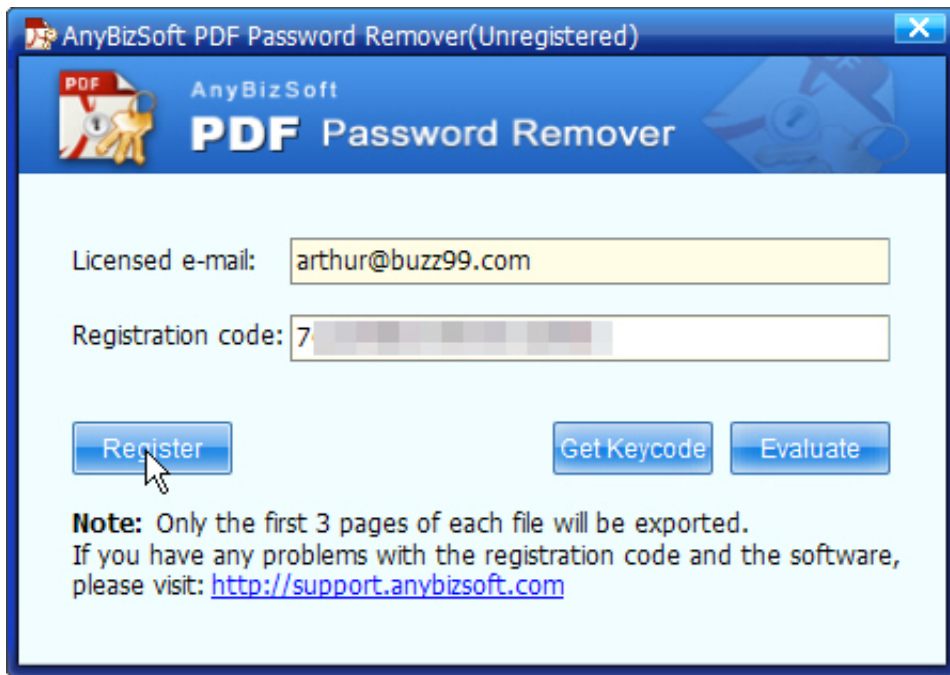 AnyBizSoft PDF Password Remover(Unregistered)
PDF
AnyBizSoft
PDF Password Remover
Licensed e-mail: arthur@buzz99.com
Registration code: 7
Register
Get Keycode
Evaluate
Note: Only the first 3 pages of each file will be exported.
If you have any problems with the registration code and the software,
please visit: http://support.anybizsoft.com